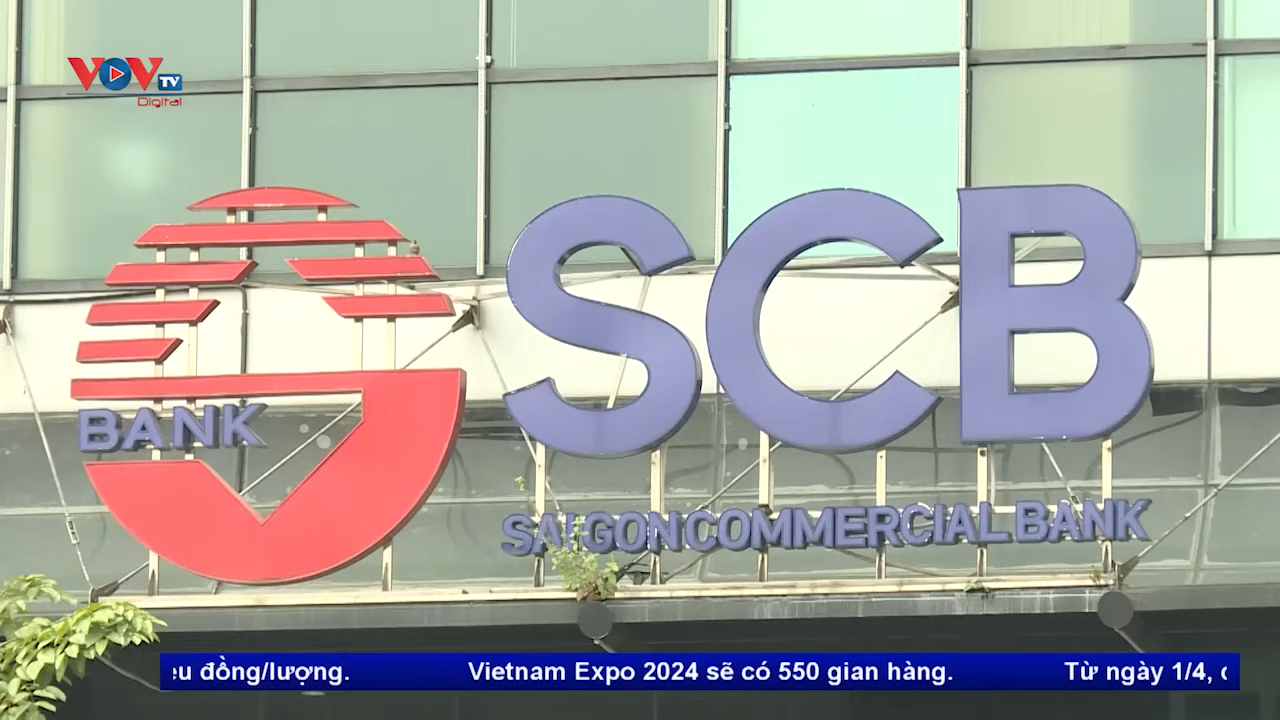 VOV TV
Digital
SCB
BANK
SAIGON COMMERCIAL BANK
đồng/lượng. Vietnam Expo 2024 sẽ có 550 gian hàng. Từ ngày 1/4,